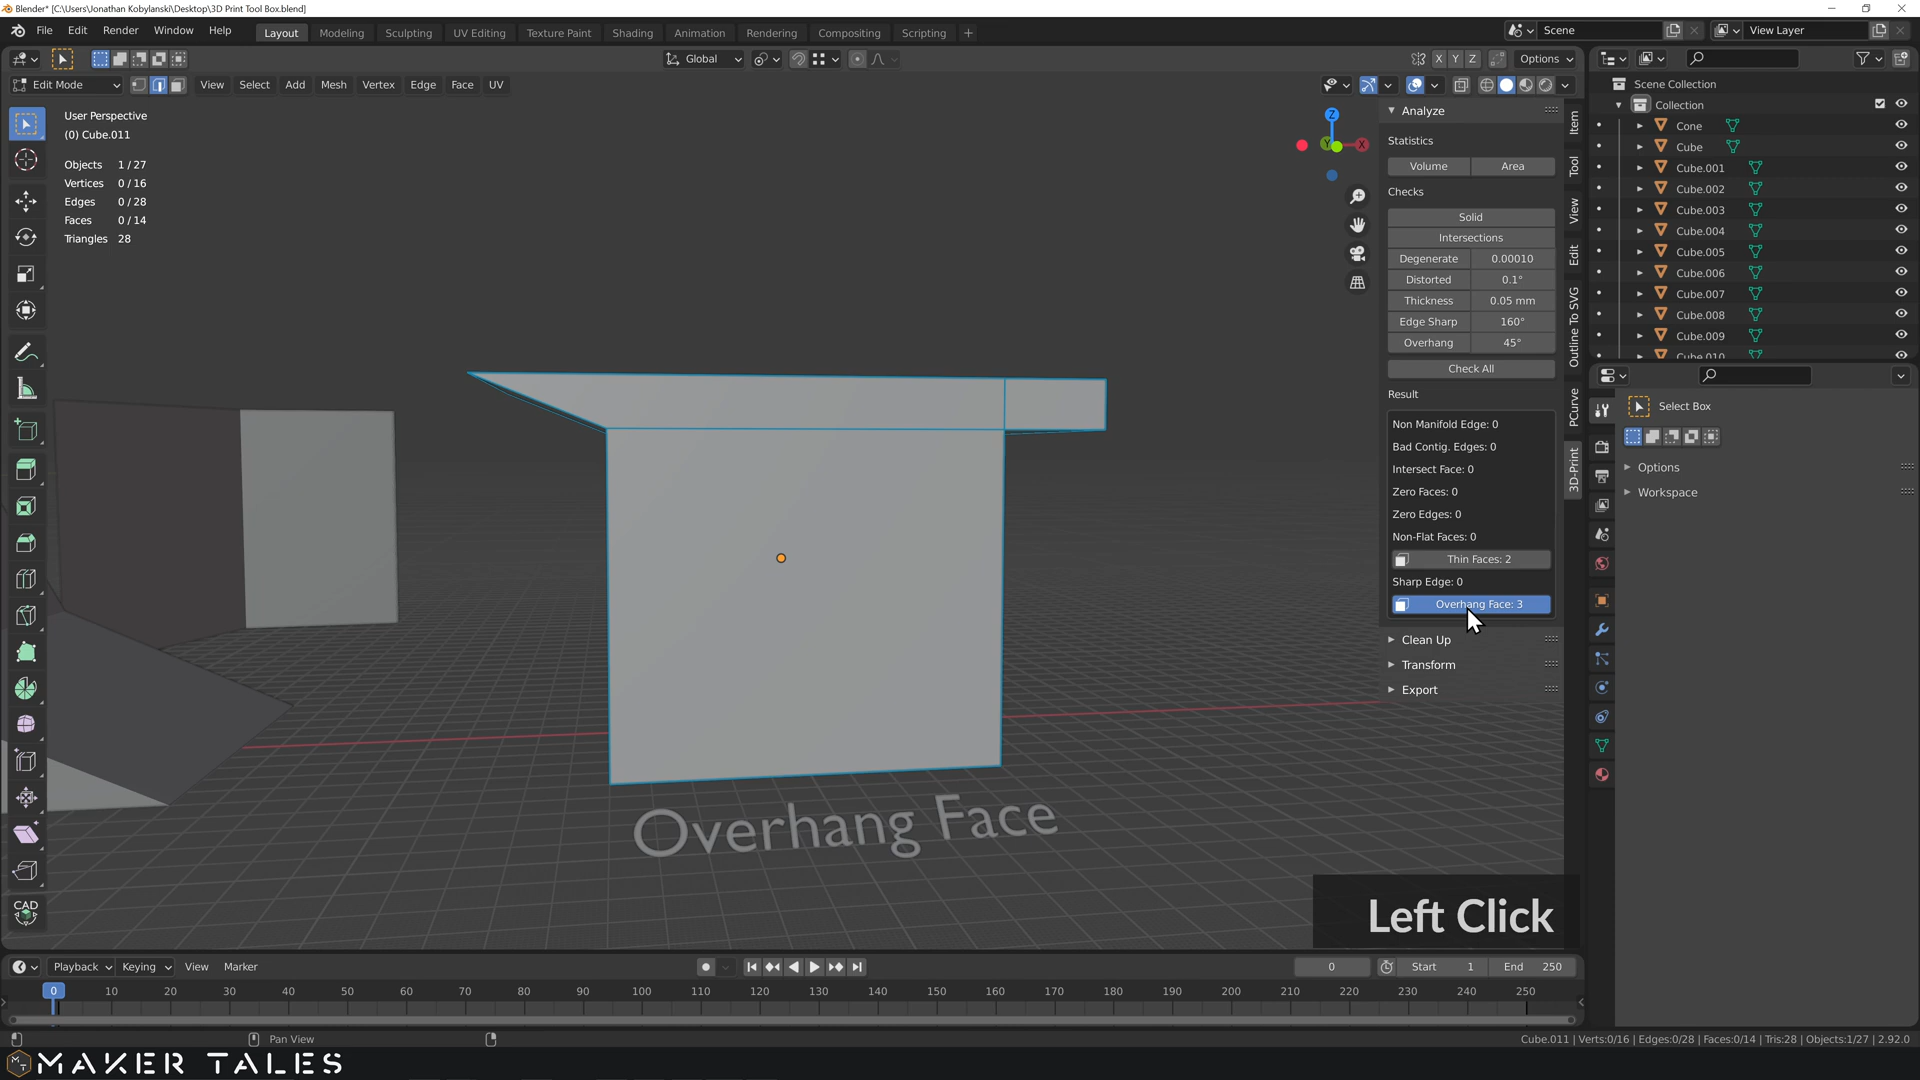 Blender* [C:\Users\Jonathan Kobylanski\Desktop\3D Print Tool Box.blend]
File Edit Render Window Help Layout Modeling Sculpting UV Editing Texture Paint Shading Animation Rendering Compositing Scripting + Scene View Layer
Global X Y Z Options
Edit Mode View Select Add Mesh Vertex Edge Face UV
User Perspective
(0) Cube.011
Objects 1/27
Vertices 0/16
Edges 0/28
Faces 0/14
Triangles 28
Z
Y
X
Analyze
Statistics
Volume Area
Checks
Solid
Intersections
Degenerate 0.00010
Distorted 0.1°
Thickness 0.05 mm
Edge Sharp 160°
Overhang 45°
Check All
Result
Non Manifold Edge: 0
Bad Contig. Edges: 0
Intersect Face: 0
Zero Faces: 0
Zero Edges: 0
Non-Flat Faces: 0
Thin Faces: 2
Sharp Edge: 0
Overhang Face: 3
Clean Up
Transform
Export
Item
Tool
View
Edit
Outline To SVG
PCurve
3D-Print
Scene Collection
Collection
Cone
Cube
Cube.001
Cube.002
Cube.003
Cube.004
Cube.005
Cube.006
Cube.007
Cube.008
Cube.009
Cube.010
Select Box
Options
Workspace
CAD
Overhang Face
Left Click
Playback Keying View Marker 0 Start 1 End 250
0 10 20 30 40 50 60 70 80 90 100 110 120 130 140 150 160 170 180 190 200 210 220 230 240 250
Pan View
Cube.011 | Verts:0/16 | Edges:0/28 | Faces:0/14 | Tris:28 | Objects:1/27 | 2.92.0
MAKER TALES